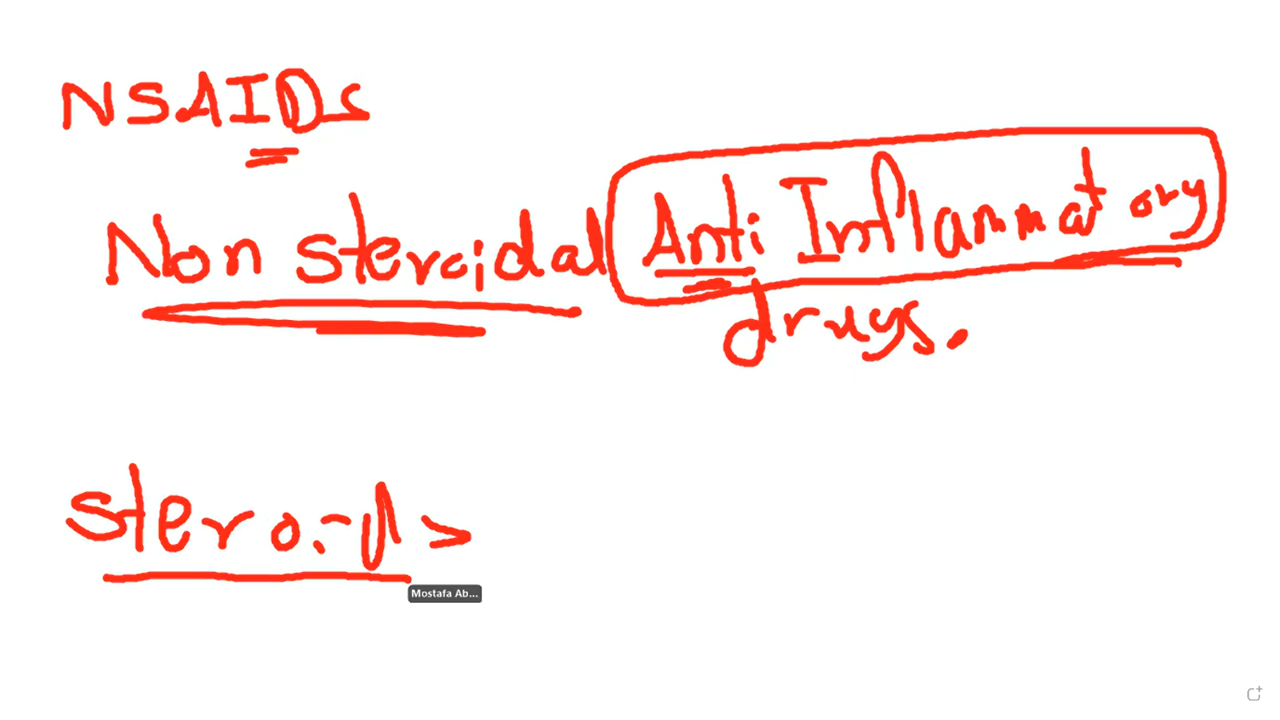 NSAIDs
Non steroidal Anti Inflammatory
drugs.
steroids
Mostafa Ab...